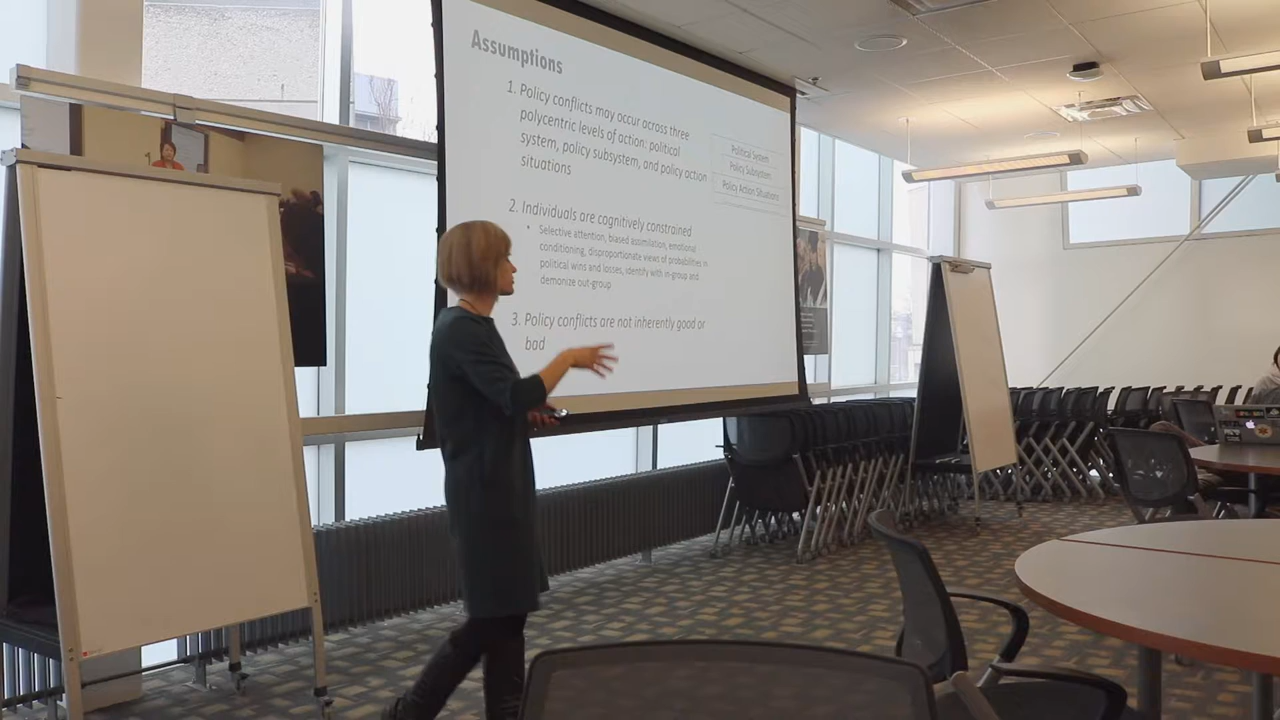 Assumptions
1. Policy conflicts may occur across three
polycentric levels of action: political
system, policy subsystem, and policy action
situations
Political System
Policy Subsystem
Policy Action Situations
2. Individuals are cognitively constrained
• Selective attention, biased assimilation, emotional
conditioning, disproportionate views of probabilities in
political wins and losses, identify with in-group and
demonize out-group
3. Policy conflicts are not inherently good or
bad